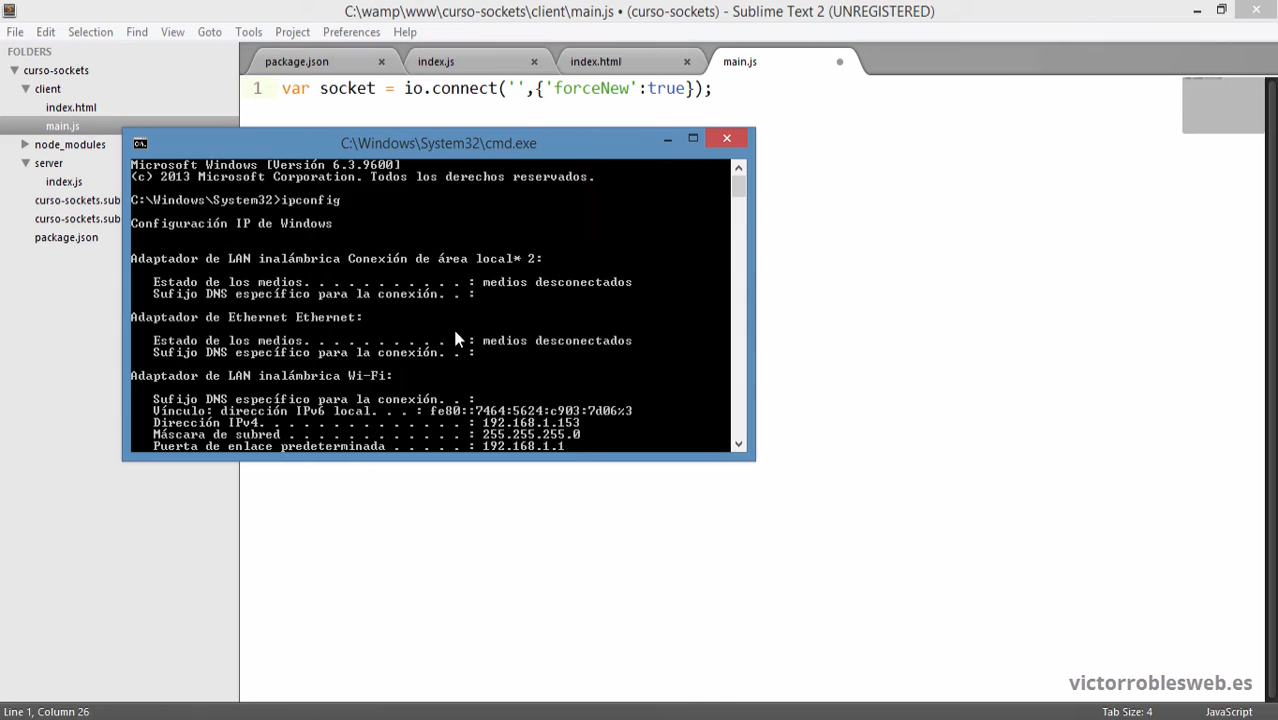 C:\wamp\www\curso-sockets\client\main.js • (curso-sockets) - Sublime Text 2 (UNREGISTERED)
File Edit Selection Find View Goto Tools Project Preferences Help
FOLDERS
curso-sockets
client
index.html
main.js
node_modules
server
index.js
curso-sockets.sub
curso-sockets.sub
package.json
package.json index.js index.html main.js
1 var socket = io.connect('',{'forceNew':true});
C:\Windows\System32\cmd.exe
Microsoft Windows [Versión 6.3.9600]
(c) 2013 Microsoft Corporation. Todos los derechos reservados.
C:\Windows\System32>ipconfig
Configuración IP de Windows
Adaptador de LAN inalámbrica Conexión de área local* 2:
Estado de los medios. . . . . . . . . . . : medios desconectados
Sufijo DNS específico para la conexión. . :
Adaptador de Ethernet Ethernet:
Estado de los medios. . . . . . . . . . . : medios desconectados
Sufijo DNS específico para la conexión. . :
Adaptador de LAN inalámbrica Wi-Fi:
Sufijo DNS específico para la conexión. . :
Vínculo: dirección IPv6 local. . . : fe80::7464:5624:c903:7d06%3
Dirección IPv4. . . . . . . . . . . . . . : 192.168.1.153
Máscara de subred . . . . . . . . . . . . : 255.255.255.0
Puerta de enlace predeterminada . . . . . : 192.168.1.1
victorroblesweb.es
Line 1, Column 26
Tab Size: 4
JavaScript